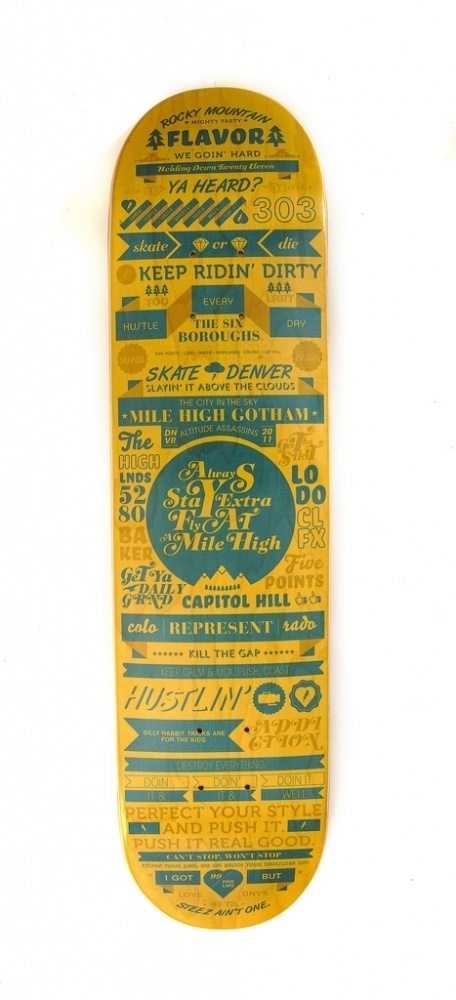 ROCKY MOUNTAIN
MIGHTY TASTY
FLAVOR
WE GOIN' HARD
Holding Down Twenty Eleven
YA HEARD?
303
skate or die
KEEP RIDIN' DIRTY
TOO EVERY LEGIT
HUSTLE DAY
THE SIX
BOROUGHS
SKATE DENVER
SLAYIN' IT ABOVE THE CLOUDS
THE CITY IN THE SKY
MILE HIGH GOTHAM
DN
VR
ALTITUDE ASSASSINS
20
11
The
HIGH
LNDS
52
80
BA
KER
Get Ya
DAILY
GRND
AlwayS
StaY Extra
Fly AT
A Mile High
LO
DO
CL
FX
Five
POINTS
CAPITOL HILL
colo REPRESENT rado
KILL THE GAP
KEEP CALM & KICK, PUSH, COAST
HUSTLIN'
SILLY RABBIT, TRICKS ARE
FOR THE KIDS.
ADDI
CTION
DESTROY EVERYTHING
DOIN' DOIN' DOIN IT
IT & IT & WELL
PERFECT YOUR STYLE
AND PUSH IT.
PUSH IT REAL GOOD.
CAN'T STOP, WON'T STOP
I GOT 99 BUT
LOVE DNVR
STEEZ AIN'T ONE.